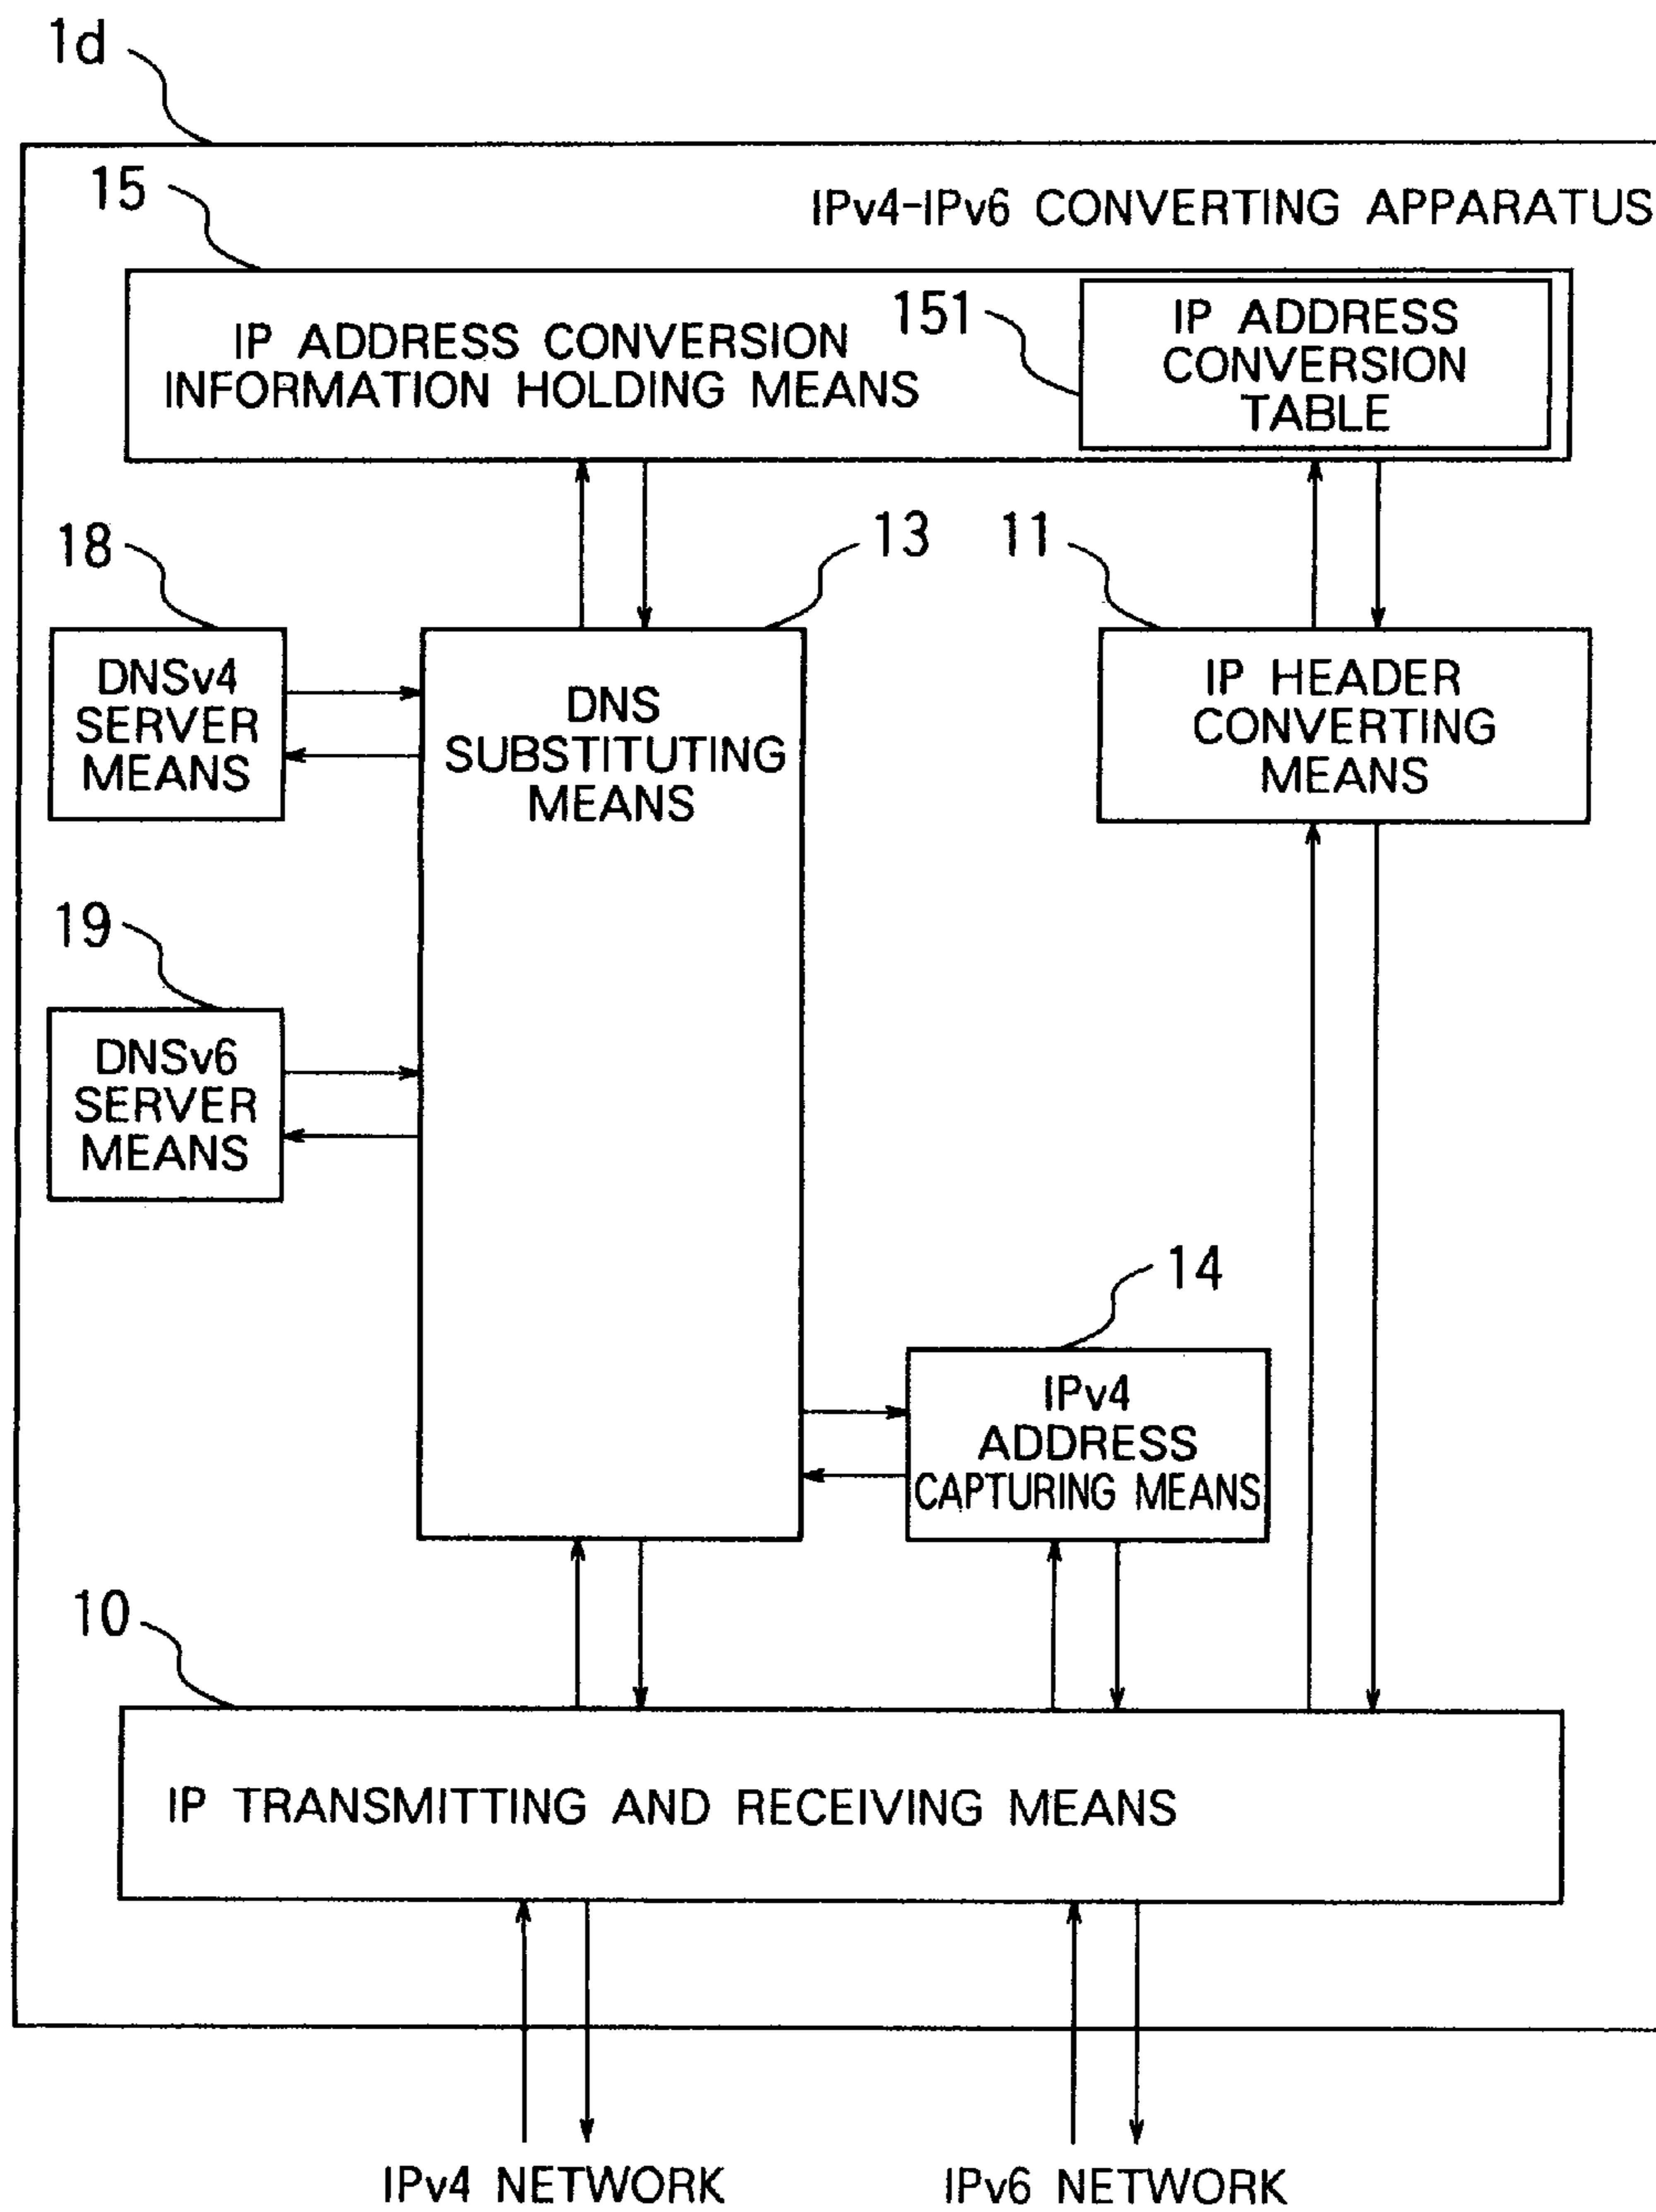 1d
15
IPv4-IPv6 CONVERTING APPARATUS
IP ADDRESS CONVERSION
INFORMATION HOLDING MEANS
151
IP ADDRESS
CONVERSION
TABLE
18
13
11
DNSv4
SERVER
MEANS
DNS
SUBSTITUTING
MEANS
IP HEADER
CONVERTING
MEANS
19
DNSv6
SERVER
MEANS
14
IPv4
ADDRESS
CAPTURING MEANS
10
IP TRANSMITTING AND RECEIVING MEANS
IPv4 NETWORK
IPv6 NETWORK